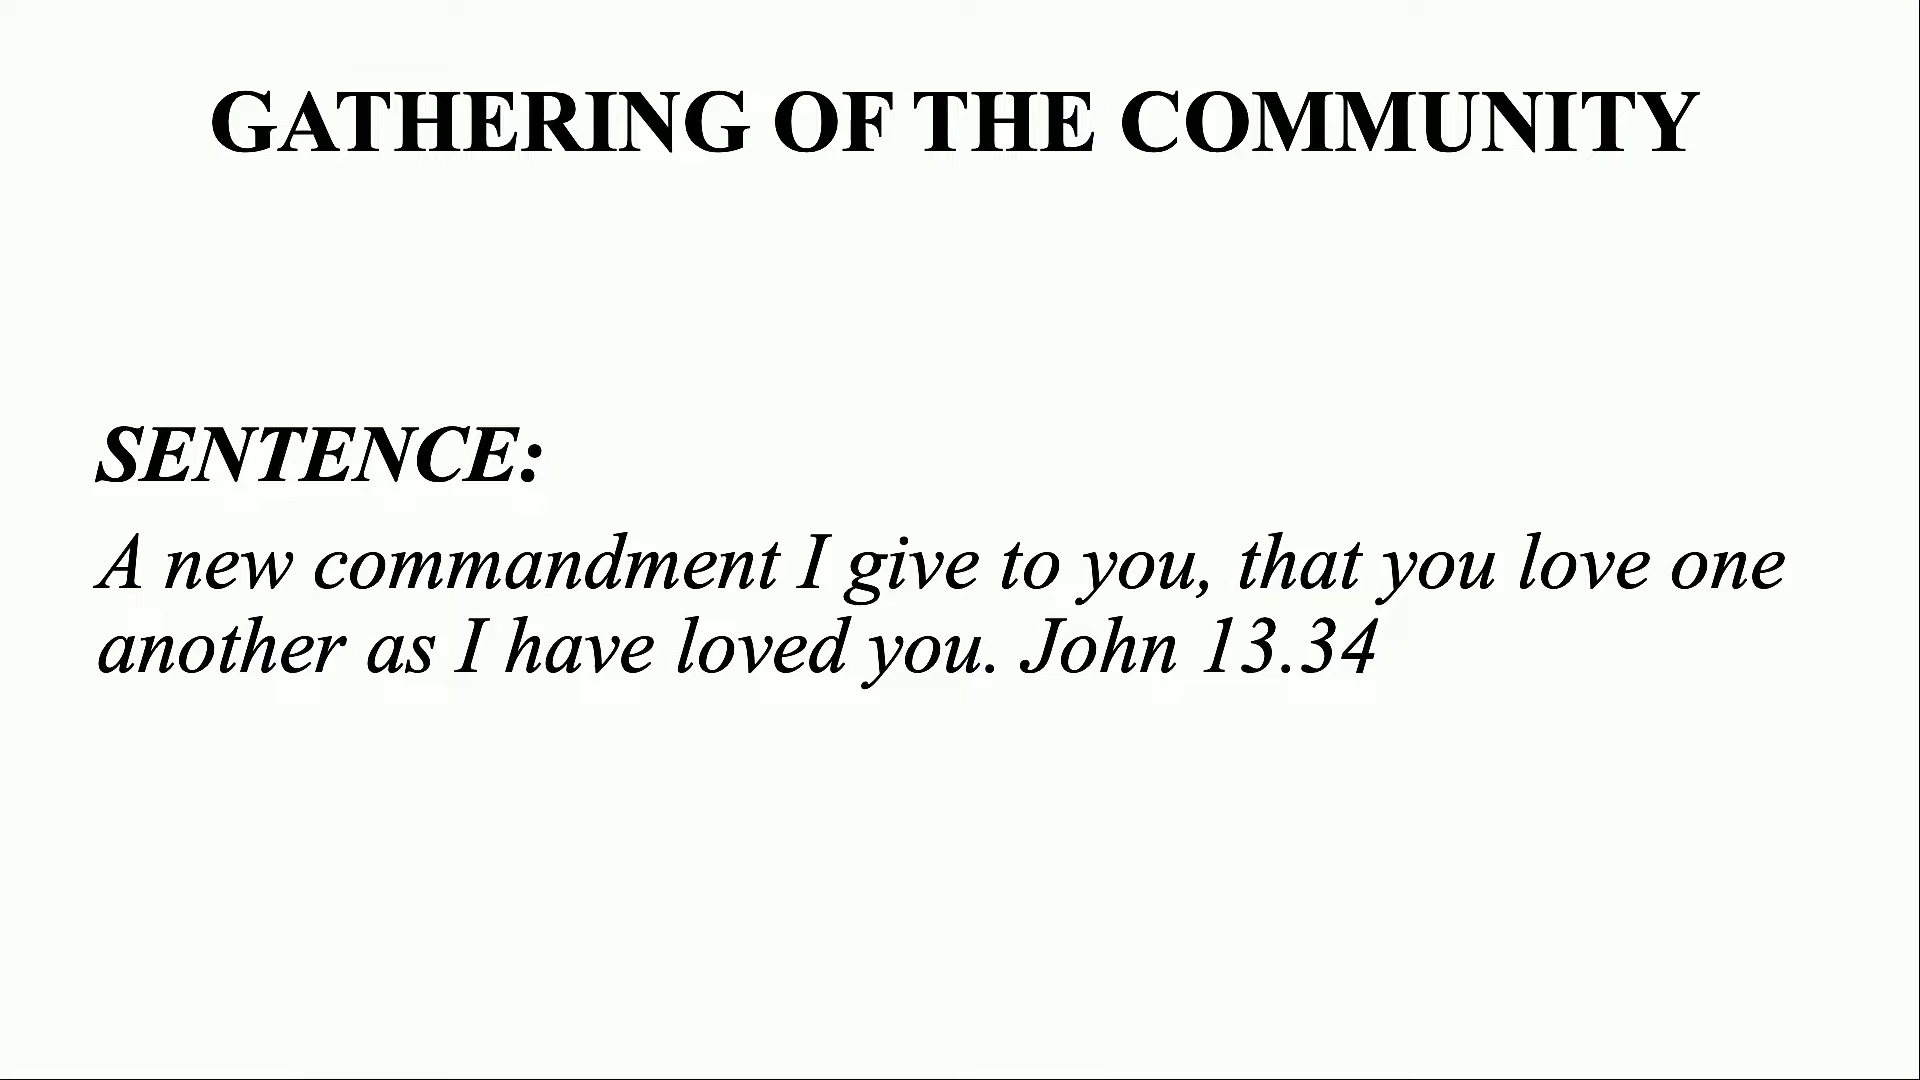 GATHERING OF THE COMMUNITY
SENTENCE:
A new commandment I give to you, that you love one
another as I have loved you. John 13.34